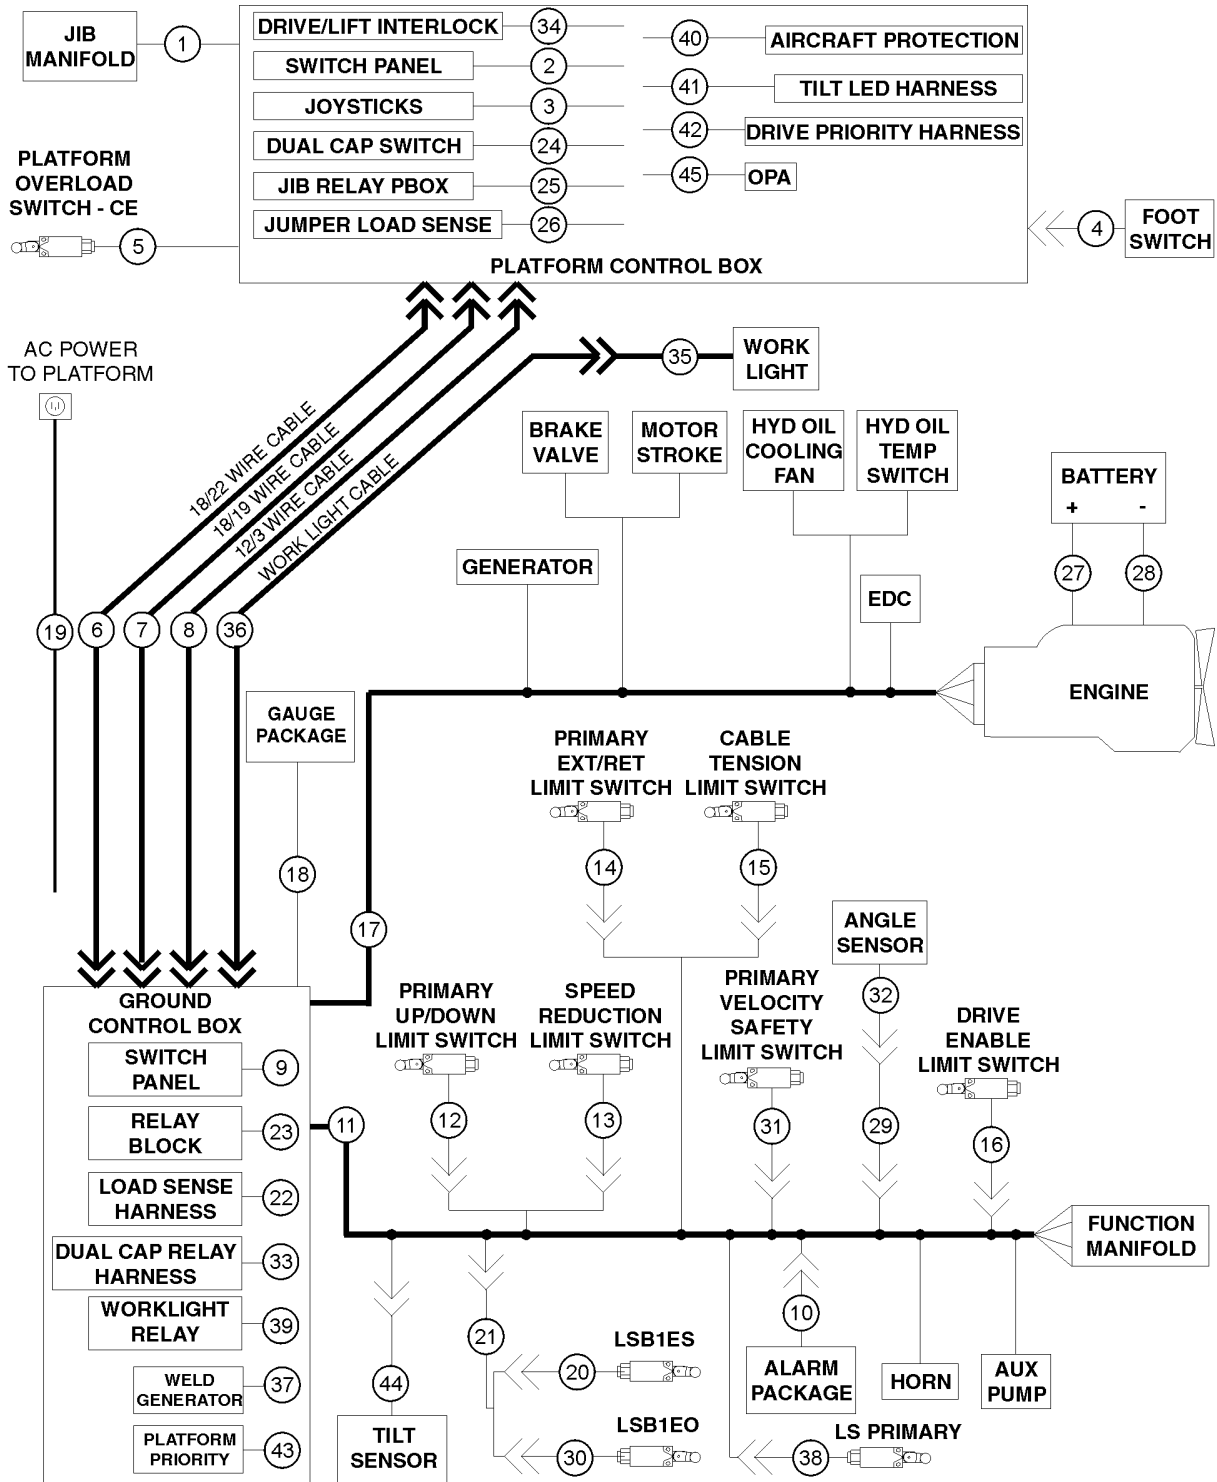 JIB
MANIFOLD
1
DRIVE/LIFT INTERLOCK
34
SWITCH PANEL
2
JOYSTICKS
3
DUAL CAP SWITCH
24
JIB RELAY PBOX
25
JUMPER LOAD SENSE
26
40
AIRCRAFT PROTECTION
41
TILT LED HARNESS
42
DRIVE PRIORITY HARNESS
45
OPA
PLATFORM CONTROL BOX
PLATFORM
OVERLOAD
SWITCH - CE
5
4
FOOT
SWITCH
AC POWER
TO PLATFORM
19
18/22 WIRE CABLE
18/19 WIRE CABLE
12/3 WIRE CABLE
WORK LIGHT CABLE
6
7
8
36
35
WORK
LIGHT
BRAKE
VALVE
MOTOR
STROKE
HYD OIL
COOLING
FAN
HYD OIL
TEMP
SWITCH
BATTERY
+ -
27
28
GENERATOR
EDC
ENGINE
GAUGE
PACKAGE
18
17
PRIMARY
EXT/RET
LIMIT SWITCH
14
CABLE
TENSION
LIMIT SWITCH
15
ANGLE
SENSOR
32
29
PRIMARY
UP/DOWN
LIMIT SWITCH
12
SPEED
REDUCTION
LIMIT SWITCH
13
PRIMARY
VELOCITY
SAFETY
LIMIT SWITCH
31
DRIVE
ENABLE
LIMIT SWITCH
16
GROUND
CONTROL BOX
SWITCH
PANEL
9
RELAY
BLOCK
23
11
LOAD SENSE
HARNESS
22
DUAL CAP RELAY
HARNESS
33
WORKLIGHT
RELAY
39
WELD
GENERATOR
37
PLATFORM
PRIORITY
43
FUNCTION
MANIFOLD
44
TILT
SENSOR
21
LSB1ES
20
LSB1EO
30
10
ALARM
PACKAGE
HORN
AUX
PUMP
LS PRIMARY
38